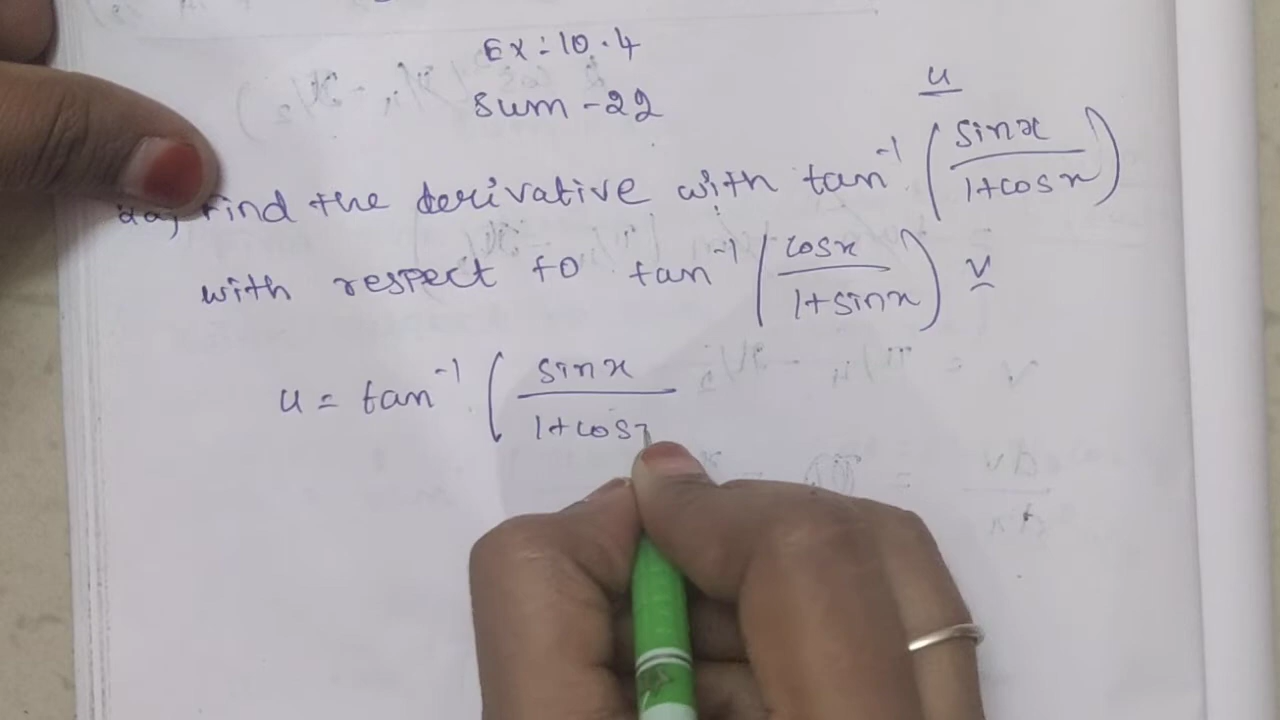 Ex:10.4
Sum-22
u
Find the derivative with tan⁻¹ (sinx / 1+cosx)
with respect to tan⁻¹ (cosx / 1+sinx) v
u = tan⁻¹ (sinx / 1+cos